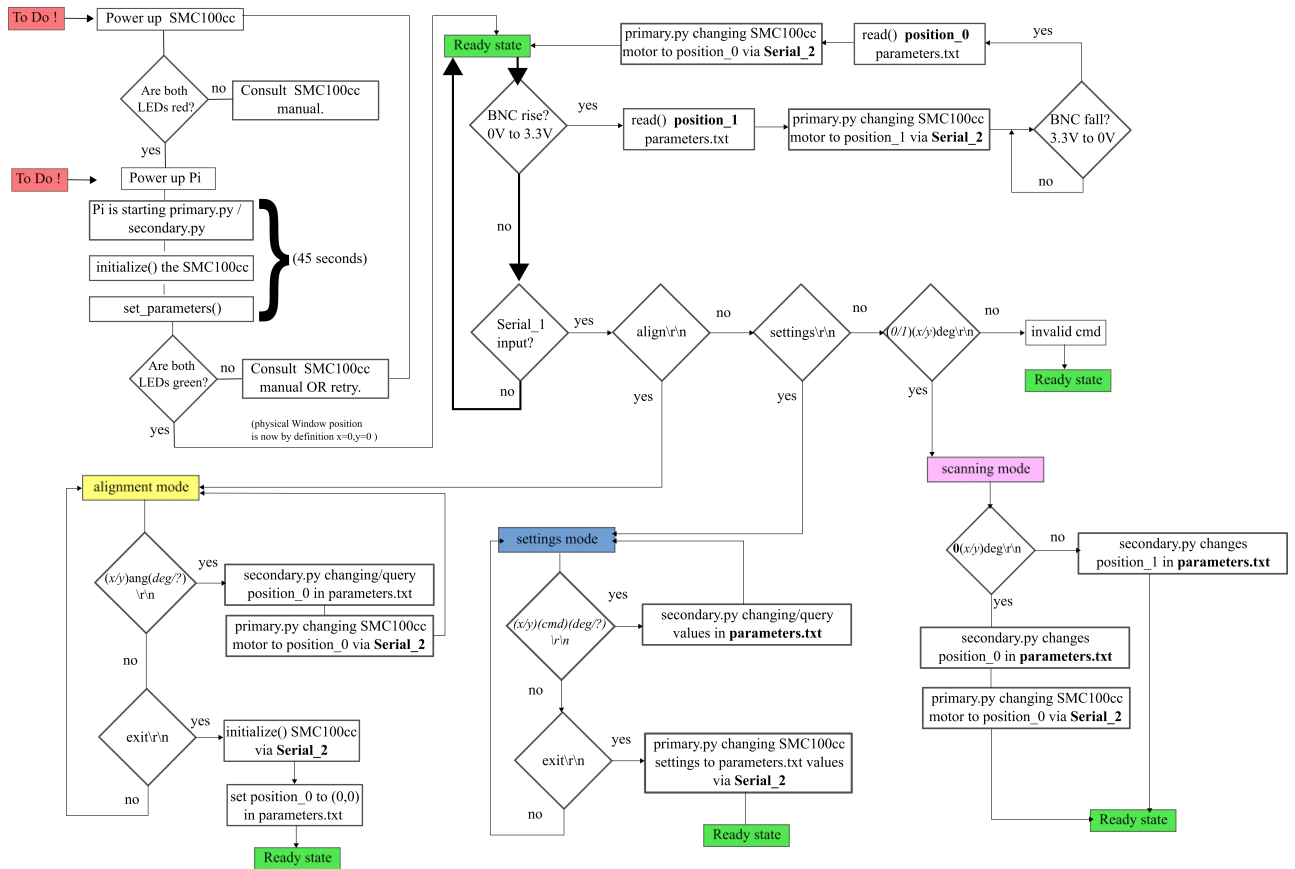 To Do !
Power up SMC100cc
Are both
LEDs red?
no
Consult SMC100cc
manual.
yes
To Do !
Power up Pi
Pi is starting primary.py /
secondary.py
initialize() the SMC100cc
set_parameters()
(45 seconds)
Are both
LEDs green?
no
Consult SMC100cc
manual OR retry.
yes
(physical Window position
is now by definition x=0,y=0 )
Ready state
primary.py changing SMC100cc
motor to position_0 via Serial_2
read() position_0
parameters.txt
yes
BNC rise?
0V to 3.3V
yes
read() position_1
parameters.txt
primary.py changing SMC100cc
motor to position_1 via Serial_2
BNC fall?
3.3V to 0V
no
no
Serial_1
input?
yes
no
align\r\n
no
yes
settings\r\n
no
yes
(0/1)(x/y)deg\r\n
no
yes
invalid cmd
Ready state
alignment mode
(x/y)ang(deg/?)
\r\n
yes
secondary.py changing/query
position_0 in parameters.txt
primary.py changing SMC100cc
motor to position_0 via Serial_2
no
exit\r\n
yes
initialize() SMC100cc
via Serial_2
no
set position_0 to (0,0)
in parameters.txt
Ready state
settings mode
(x/y)(cmd)(deg/?)
\r\n
yes
secondary.py changing/query
values in parameters.txt
no
exit\r\n
yes
primary.py changing SMC100cc
settings to parameters.txt values
via Serial_2
no
Ready state
scanning mode
0(x/y)deg\r\n
no
secondary.py changes
position_1 in parameters.txt
yes
secondary.py changes
position_0 in parameters.txt
primary.py changing SMC100cc
motor to position_0 via Serial_2
Ready state